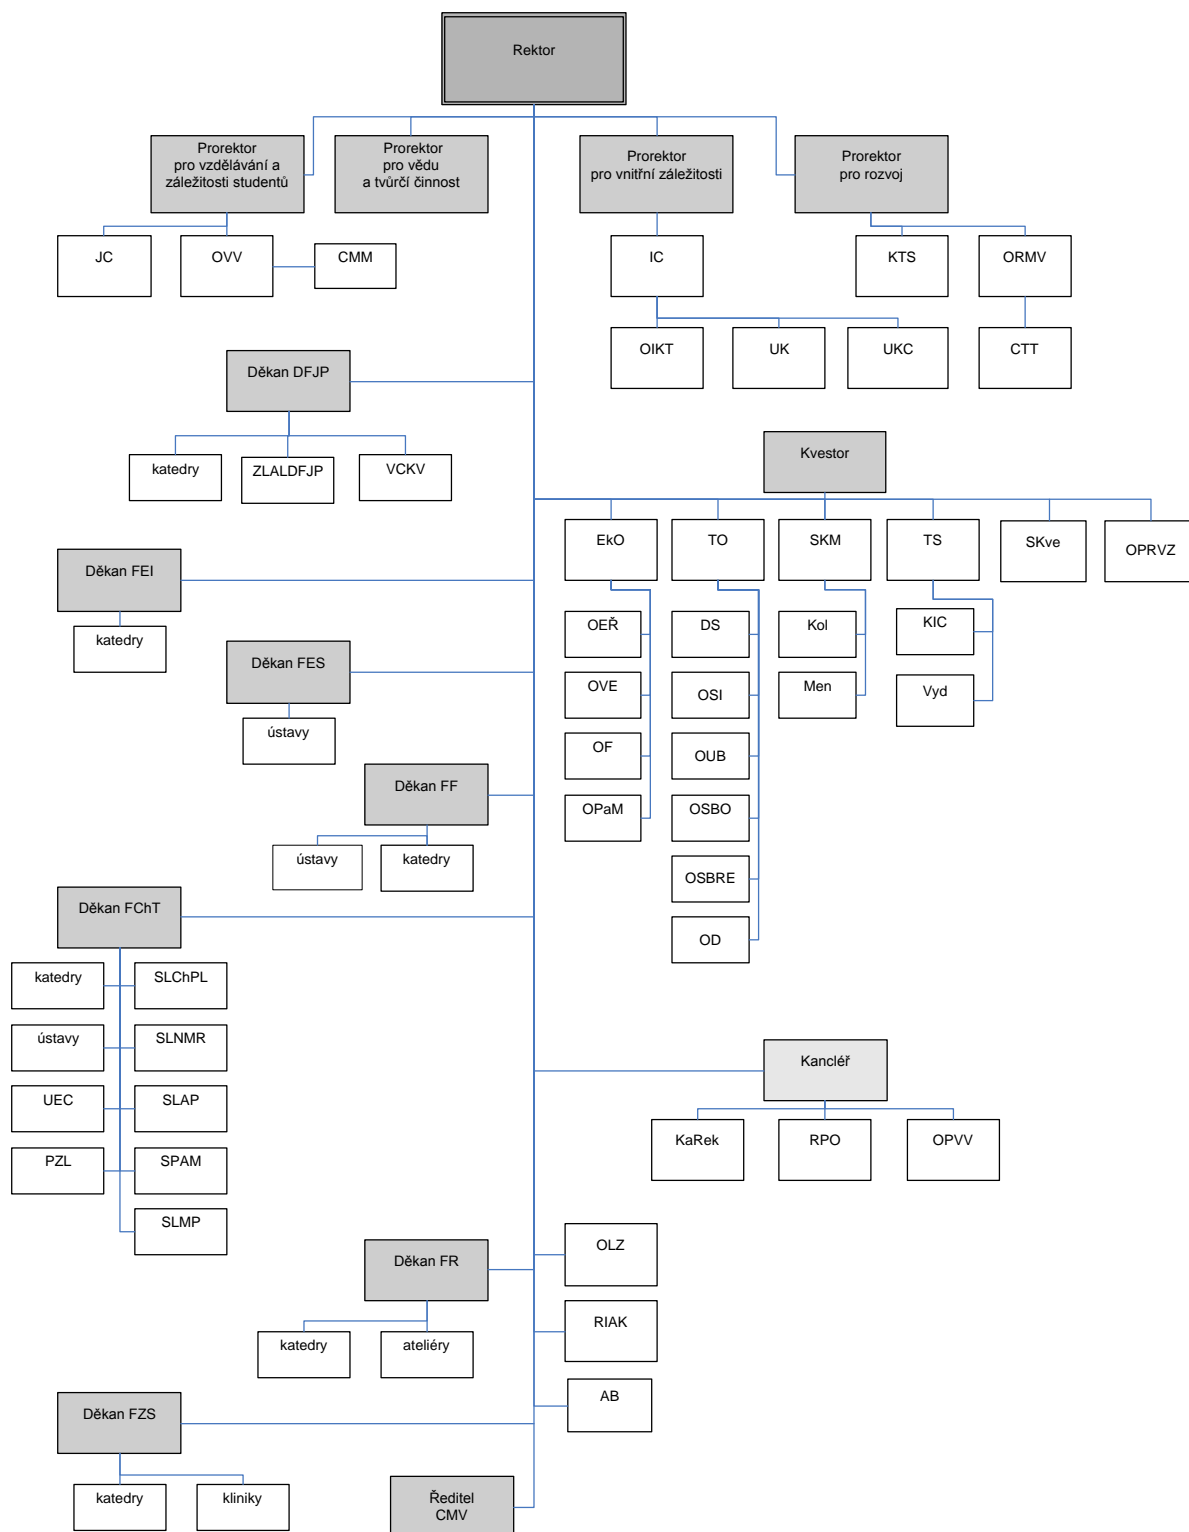 Rektor
Prorektor
pro vzdělávání a
záležitosti studentů
Prorektor
pro vědu
a tvůrčí činnost
Prorektor
pro vnitřní záležitosti
Prorektor
pro rozvoj
JC
OVV
CMM
IC
KTS
ORMV
OIKT
UK
UKC
CTT
Děkan DFJP
katedry
ZLALDFJP
VCKV
Kvestor
EkO
TO
SKM
TS
SKve
OPRVZ
Děkan FEI
katedry
OEŘ
DS
Kol
KIC
Děkan FES
ústavy
OVE
OSI
Men
Vyd
OF
OUB
Děkan FF
ústavy
katedry
OPaM
OSBO
OSBRE
OD
Děkan FChT
katedry
SLChPL
ústavy
SLNMR
UEC
SLAP
PZL
SPAM
SLMP
Kancléř
KaRek
RPO
OPVV
Děkan FR
katedry
ateliéry
OLZ
RIAK
AB
Děkan FZS
katedry
kliniky
Ředitel
CMV